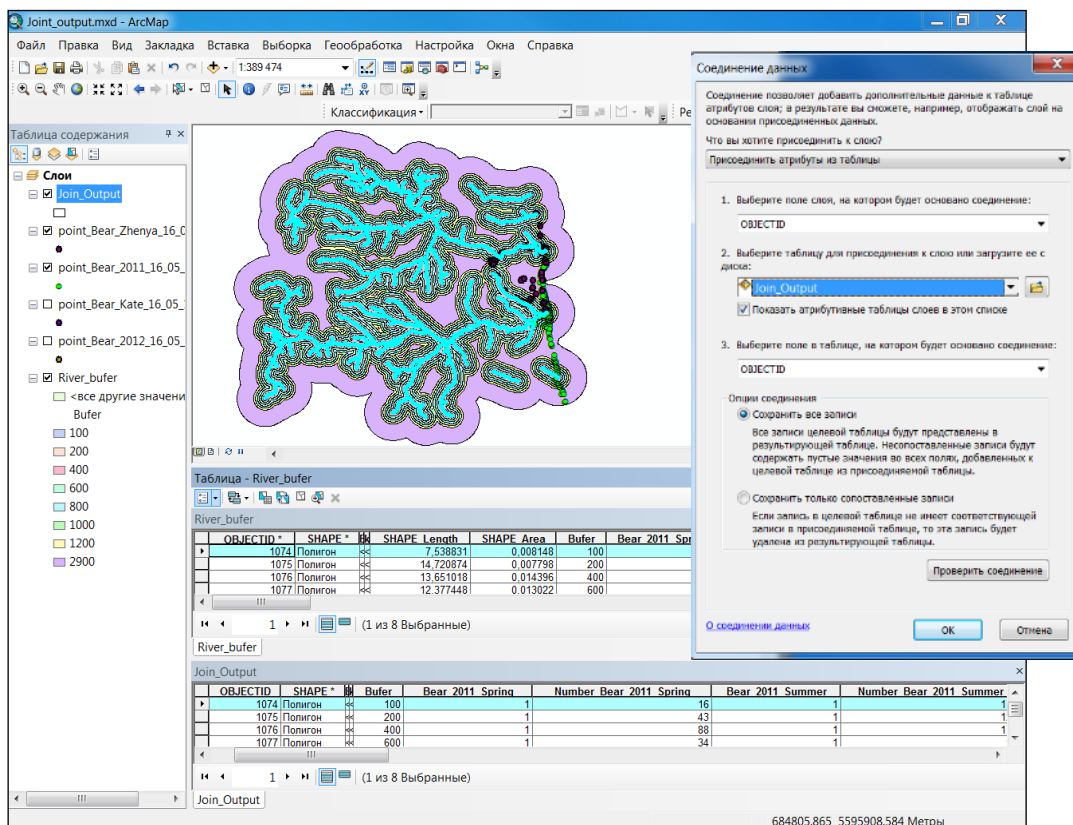 Joint_output.mxd - ArcMap
Файл Правка Вид Закладка Вставка Выборка Геообработка Настройка Окна Справка
1:389 474
Классификация
Таблица содержания
Слои
Join_Output
point_Bear_Zhenya_16_0
point_Bear_2011_16_05_
point_Bear_Kate_16_05_
point_Bear_2012_16_05_
River_bufer
<все другие значени
Bufer
100
200
400
600
800
1000
1200
2900
Таблица - River_bufer
River_bufer
OBJECTID * SHAPE * SHAPE_Length SHAPE_Area Bufer Bear_2011_Spr
1074 Полигон << 7,538831 0,008148 100
1075 Полигон << 14,720874 0,007798 200
1076 Полигон << 13,651018 0,014396 400
1077 Полигон << 12,377448 0,013022 600
1 (1 из 8 Выбранные)
River_bufer
Join_Output
OBJECTID SHAPE * Bufer Bear_2011_Spring Number_Bear_2011_Spring Bear_2011_Summer Number_Bear_2011_Summer
1074 Полигон << 100 1 16 1 1
1075 Полигон << 200 1 43 1 1
1076 Полигон << 400 1 88 1 1
1077 Полигон << 600 1 34 1 1
1 (1 из 8 Выбранные)
Join_Output
684805,865 5595908,584 Метры
Соединение данных
Соединение позволяет добавить дополнительные данные к таблице
атрибутов слоя; в результате вы сможете, например, отображать слой на
основании присоединенных данных.
Что вы хотите присоединить к слою?
Присоединить атрибуты из таблицы
1. Выберите поле слоя, на котором будет основано соединение:
OBJECTID
2. Выберите таблицу для присоединения к слою или загрузите ее с
диска:
Join_Output
Показать атрибутивные таблицы слоев в этом списке
3. Выберите поле в таблице, на котором будет основано соединение:
OBJECTID
Опции соединения
Сохранить все записи
Все записи целевой таблицы будут представлены в
результирующей таблице. Несопоставленные записи будут
содержать пустые значения во всех полях, добавленных к
целевой таблице из присоединяемой таблицы.
Сохранить только сопоставленные записи
Если запись в целевой таблице не имеет соответствующей
записи в присоединяемой таблице, то эта запись будет
удалена из результирующей таблицы.
Проверить соединение
О соединении данных
ОК
Отмена